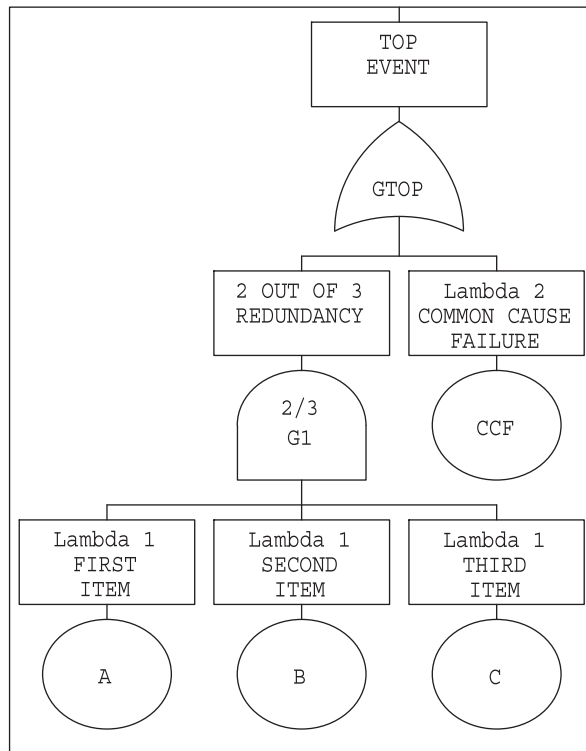 TOP
EVENT
GTOP
2 OUT OF 3
REDUNDANCY
Lambda 2
COMMON CAUSE
FAILURE
2/3
G1
CCF
Lambda 1
FIRST
ITEM
Lambda 1
SECOND
ITEM
Lambda 1
THIRD
ITEM
A
B
C